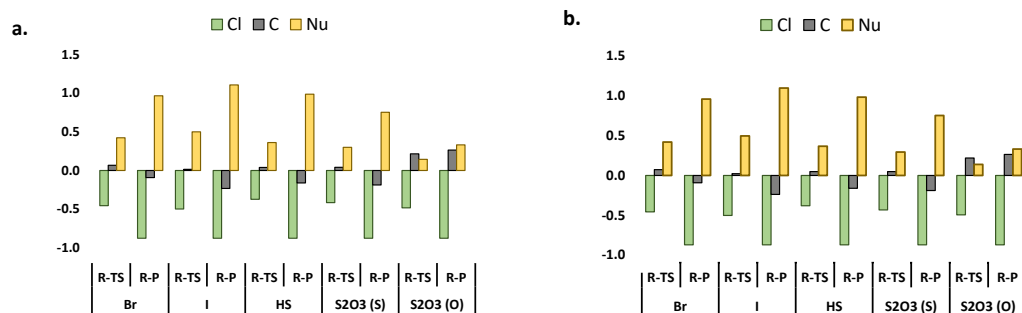 a.
Cl C Nu
1.5
1.0
0.5
0.0
-0.5
-1.0
R-TS R-P R-TS R-P R-TS R-P R-TS R-P R-TS R-P
Br I HS S2O3 (S) S2O3 (O)
b.
Cl C Nu
1.5
1.0
0.5
0.0
-0.5
-1.0
R-TS R-P R-TS R-P R-TS R-P R-TS R-P R-TS R-P
Br I HS S2O3 (S) S2O3 (O)